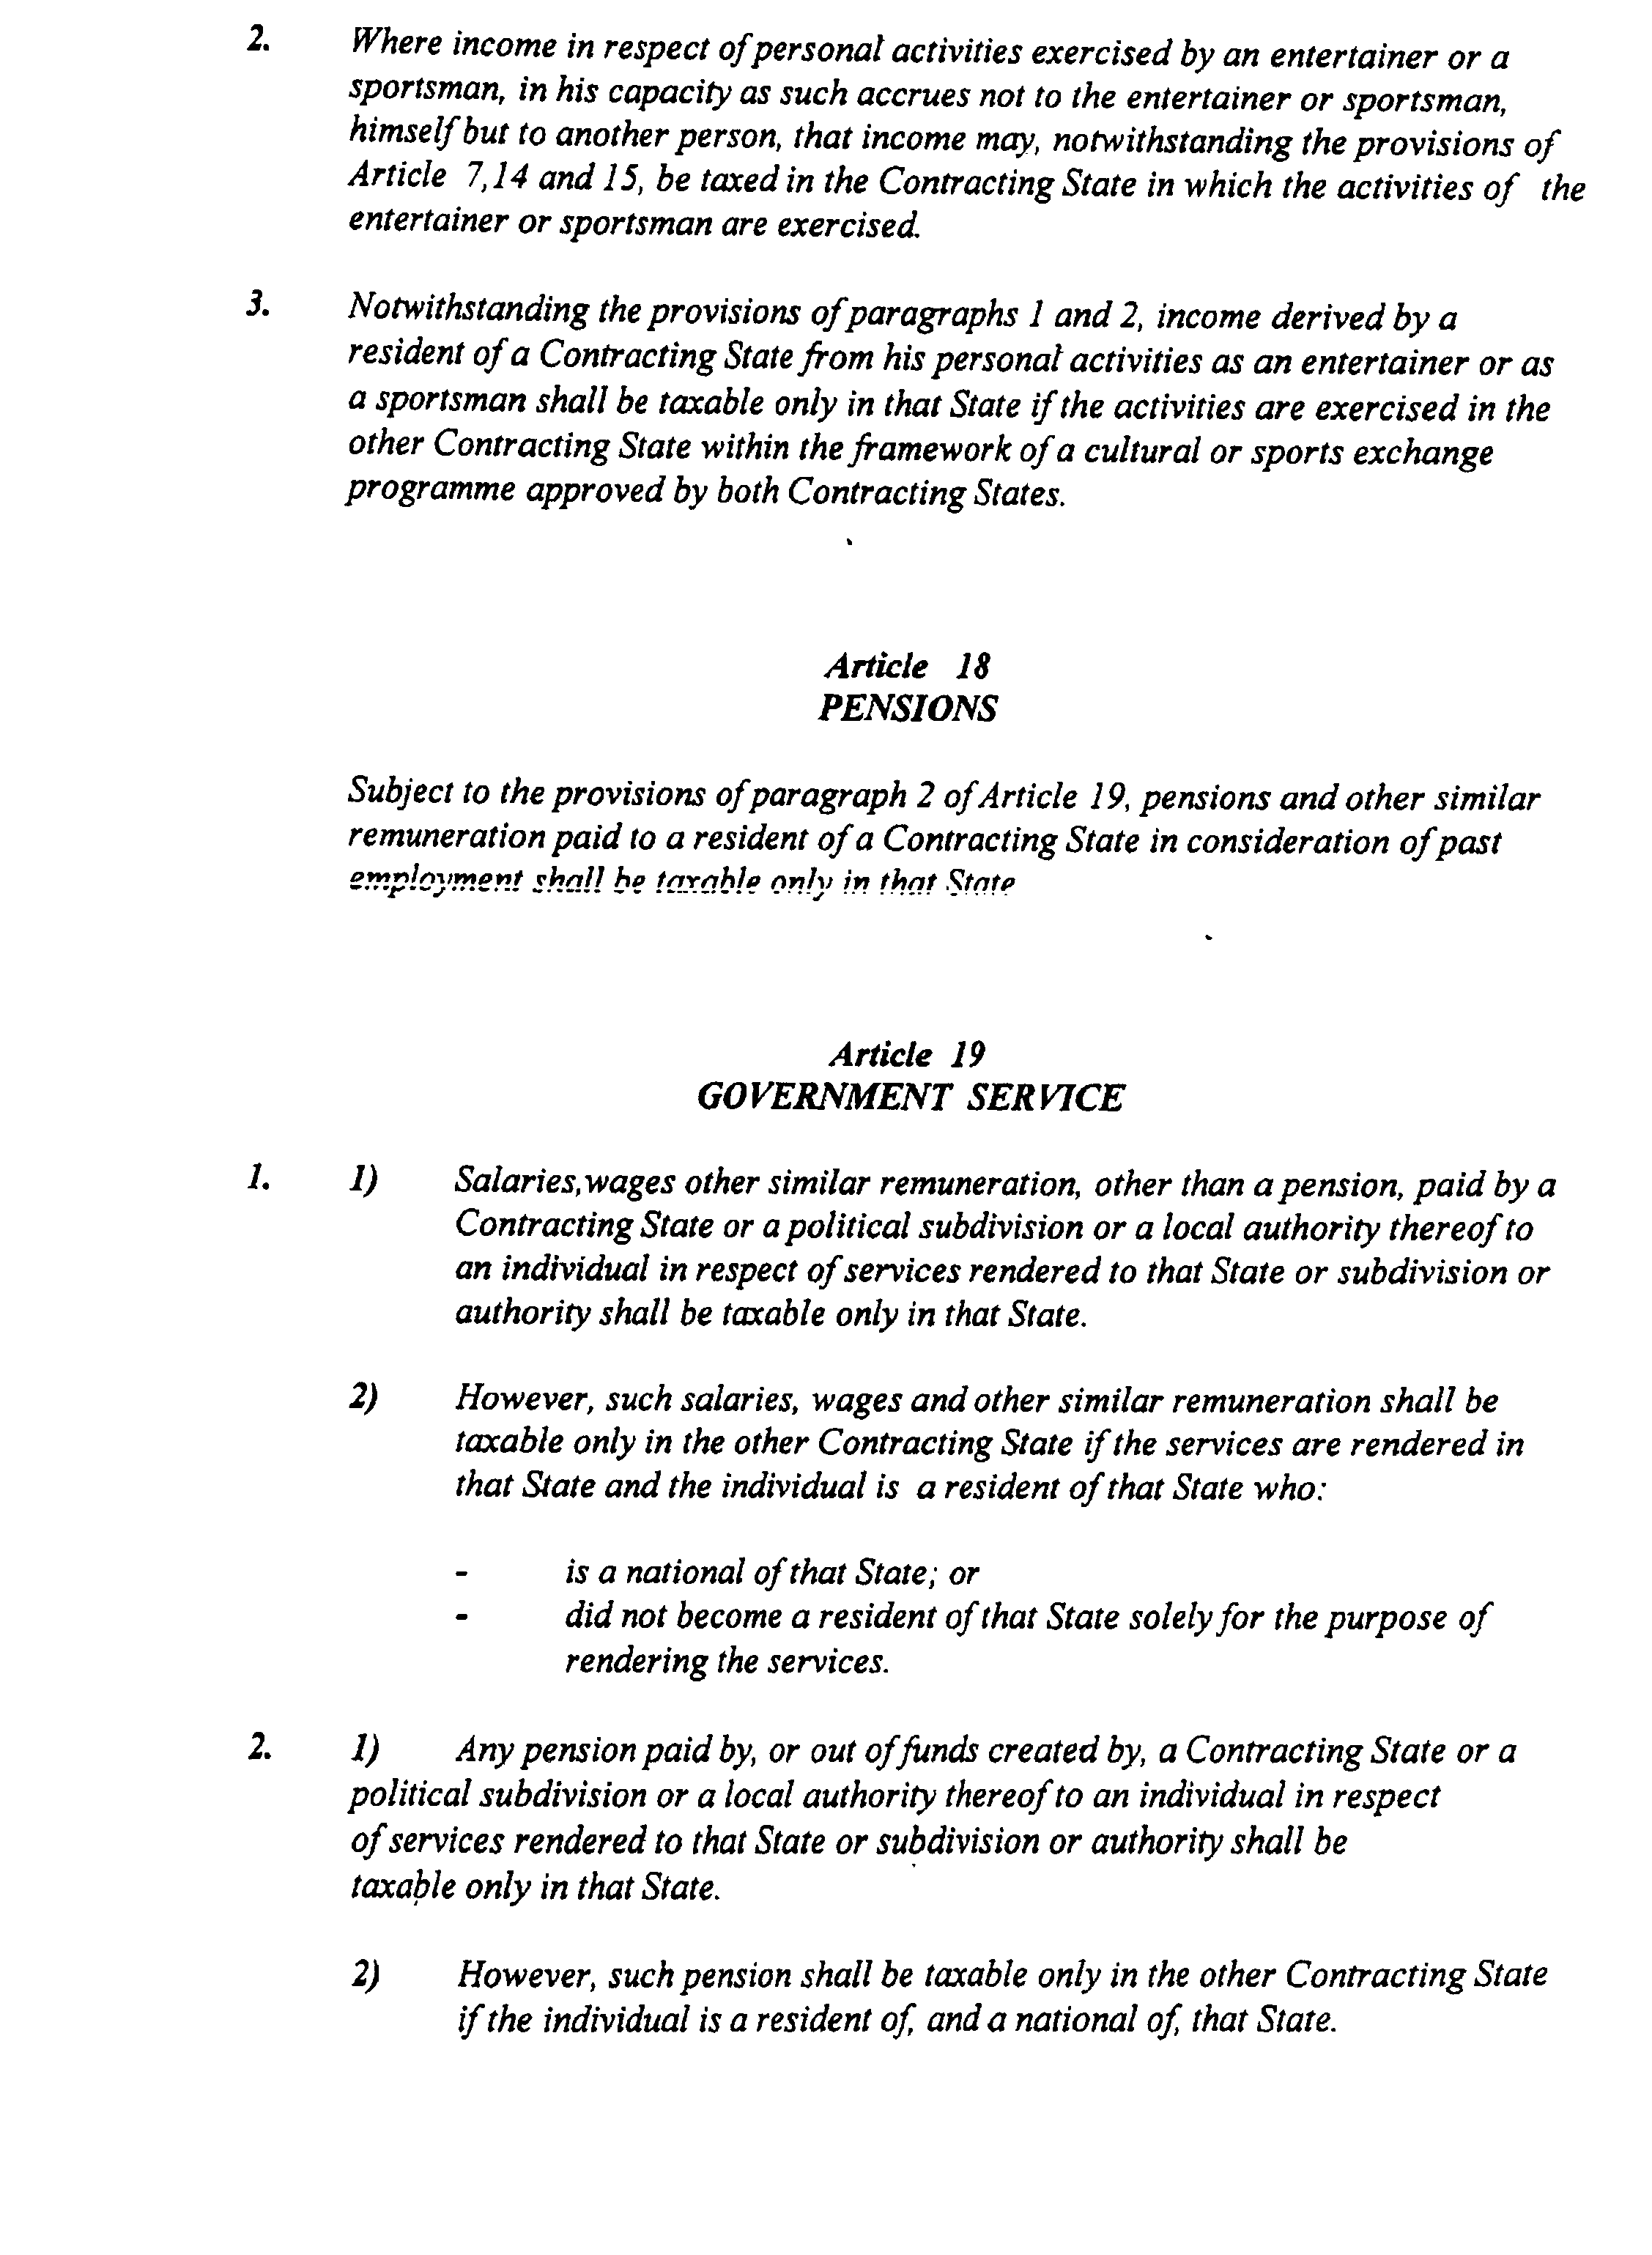 2. Where income in respect of personal activities exercised by an entertainer or a
sportsman, in his capacity as such accrues not to the entertainer or sportsman,
himself but to another person, that income may, notwithstanding the provisions of
Article 7,14 and 15, be taxed in the Contracting State in which the activities of the
entertainer or sportsman are exercised.
3. Notwithstanding the provisions of paragraphs 1 and 2, income derived by a
resident of a Contracting State from his personal activities as an entertainer or as
a sportsman shall be taxable only in that State if the activities are exercised in the
other Contracting State within the framework of a cultural or sports exchange
programme approved by both Contracting States.
Article 18
PENSIONS
Subject to the provisions of paragraph 2 of Article 19, pensions and other similar
remuneration paid to a resident of a Contracting State in consideration of past
employment shall be taxable only in that State
Article 19
GOVERNMENT SERVICE
1. 1) Salaries,wages other similar remuneration, other than a pension, paid by a
Contracting State or a political subdivision or a local authority thereof to
an individual in respect of services rendered to that State or subdivision or
authority shall be taxable only in that State.
2) However, such salaries, wages and other similar remuneration shall be
taxable only in the other Contracting State if the services are rendered in
that State and the individual is a resident of that State who:
- is a national of that State; or
- did not become a resident of that State solely for the purpose of
rendering the services.
2. 1) Any pension paid by, or out of funds created by, a Contracting State or a
political subdivision or a local authority thereof to an individual in respect
of services rendered to that State or subdivision or authority shall be
taxable only in that State.
2) However, such pension shall be taxable only in the other Contracting State
if the individual is a resident of, and a national of, that State.